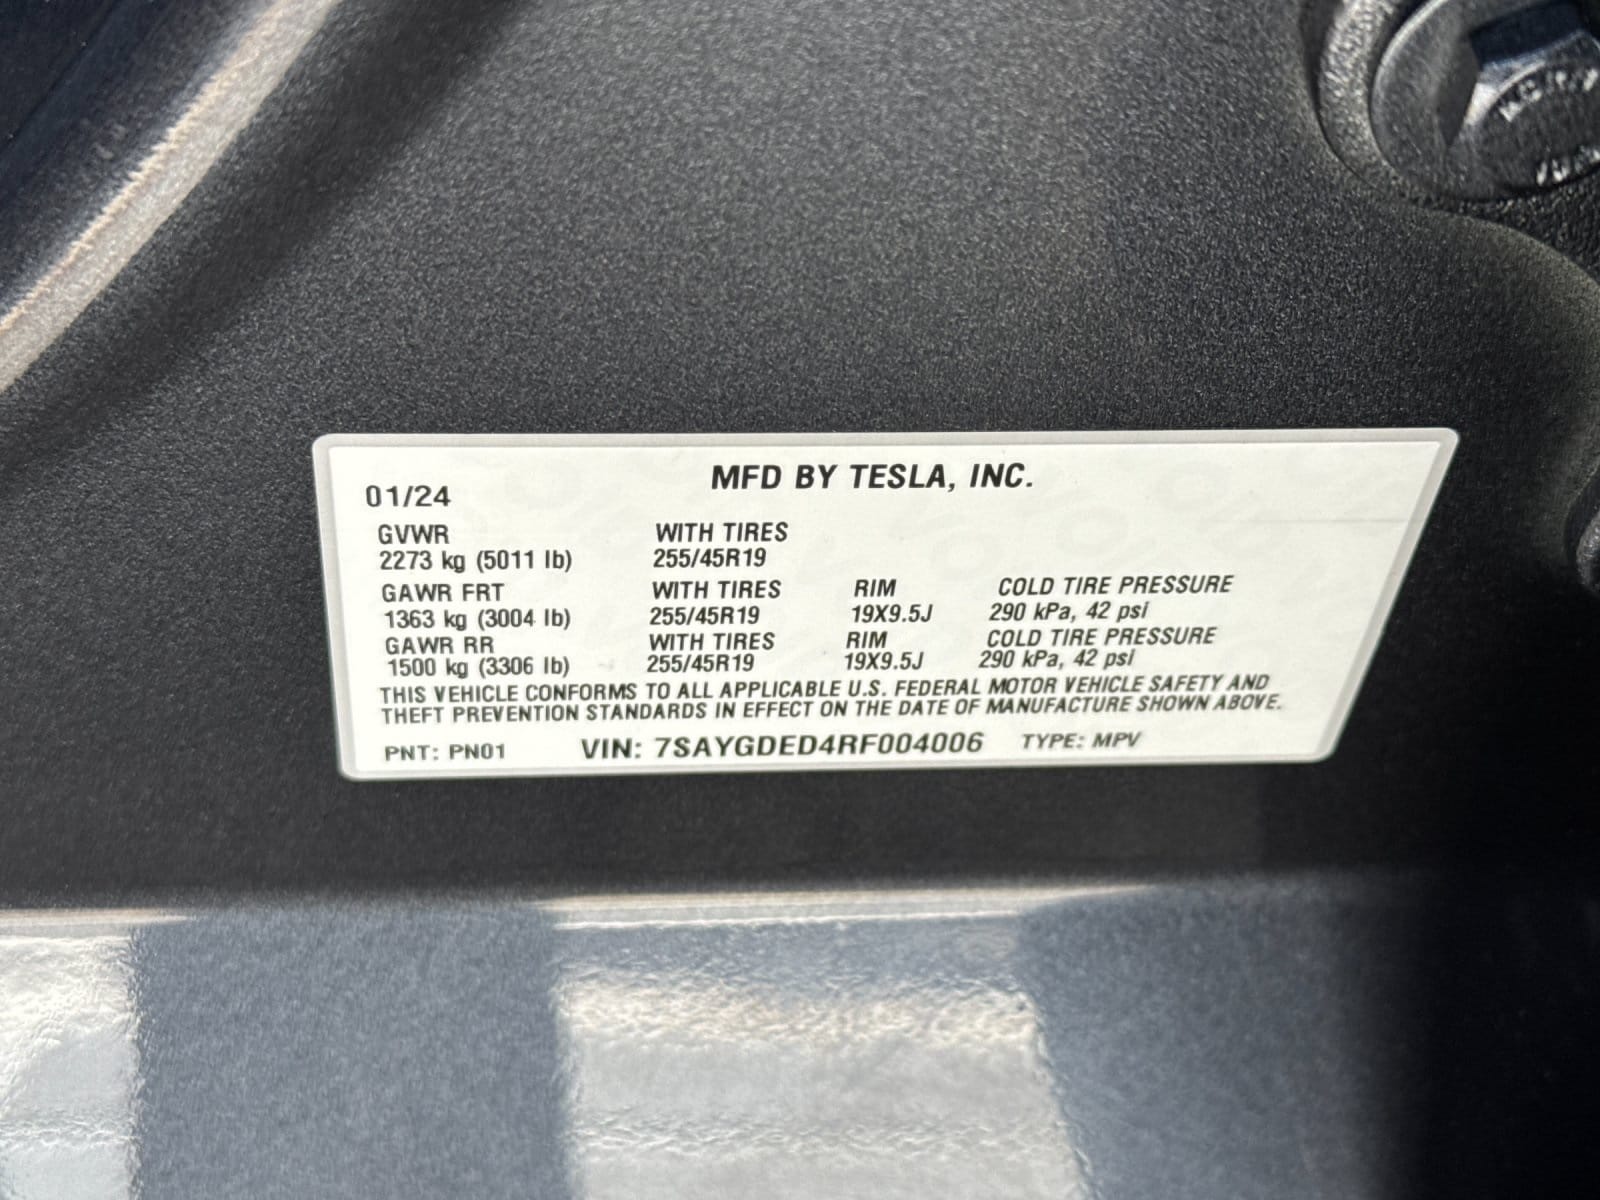 MFD BY TESLA, INC.
01/24
GVWR WITH TIRES
2273 kg (5011 lb) 255/45R19
GAWR FRT WITH TIRES RIM COLD TIRE PRESSURE
1363 kg (3004 lb) 255/45R19 19X9.5J 290 kPa, 42 psi
GAWR RR WITH TIRES RIM COLD TIRE PRESSURE
1500 kg (3306 lb) 255/45R19 19X9.5J 290 kPa, 42 psi
THIS VEHICLE CONFORMS TO ALL APPLICABLE U.S. FEDERAL MOTOR VEHICLE SAFETY AND
THEFT PREVENTION STANDARDS IN EFFECT ON THE DATE OF MANUFACTURE SHOWN ABOVE.
PNT: PN01 VIN: 7SAYGDED4RF004006 TYPE: MPV